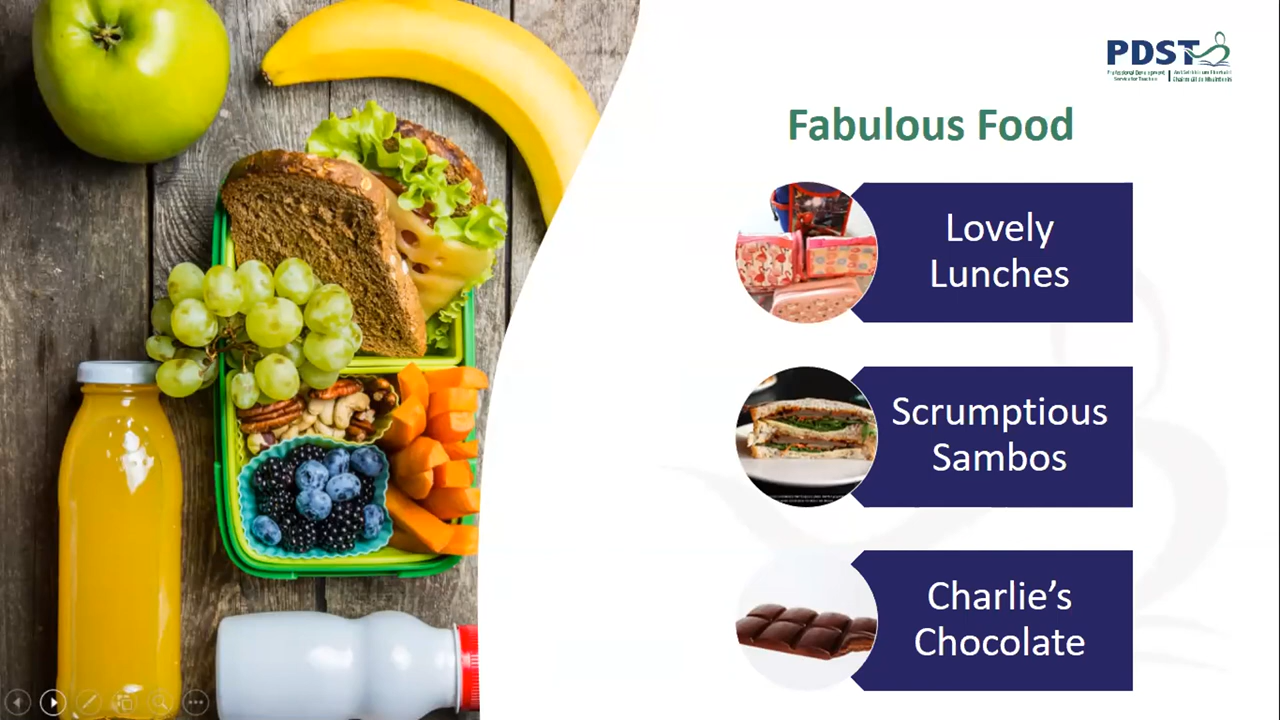 PDST
Fabulous Food
Lovely
Lunches
Scrumptious
Sambos
Charlie's
Chocolate